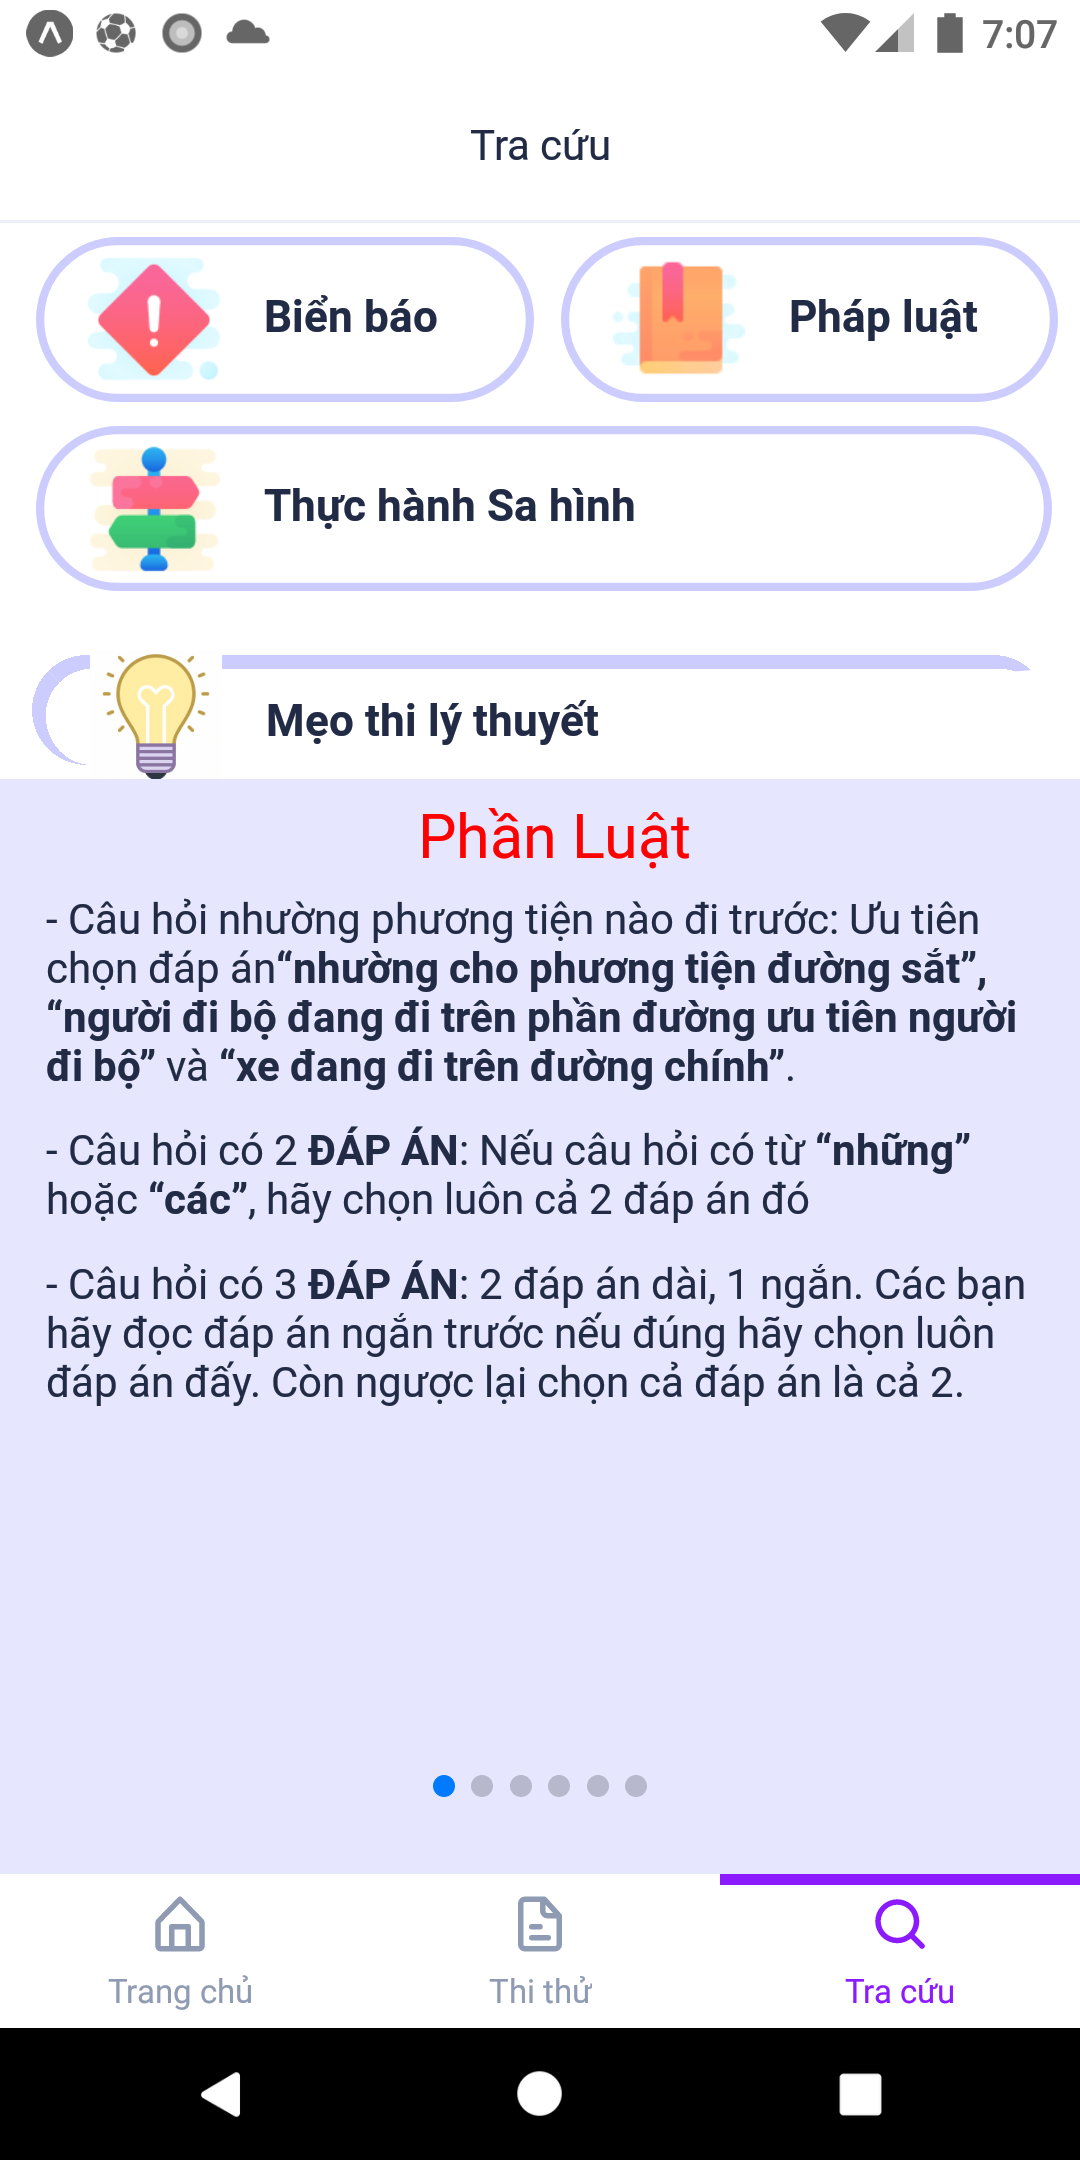 7:07
Tra cứu
Biển báo
Pháp luật
Thực hành Sa hình
Mẹo thi lý thuyết
Phần Luật
- Câu hỏi nhường phương tiện nào đi trước: Ưu tiên
chọn đáp án“nhường cho phương tiện đường sắt”,
“người đi bộ đang đi trên phần đường ưu tiên người
đi bộ” và “xe đang đi trên đường chính”.
- Câu hỏi có 2 ĐÁP ÁN: Nếu câu hỏi có từ “những”
hoặc “các”, hãy chọn luôn cả 2 đáp án đó
- Câu hỏi có 3 ĐÁP ÁN: 2 đáp án dài, 1 ngắn. Các bạn
hãy đọc đáp án ngắn trước nếu đúng hãy chọn luôn
đáp án đấy. Còn ngược lại chọn cả đáp án là cả 2.
Trang chủ
Thi thử
Tra cứu